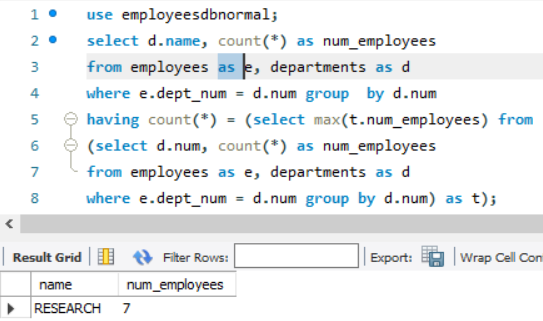 1 use employeesdbnormal;
2 select d.name, count(*) as num_employees
3 from employees as e, departments as d
4 where e.dept_num = d.num group  by d.num
5 having count(*) = (select max(t.num_employees) from
6 (select d.num, count(*) as num_employees
7 from employees as e, departments as d
8 where e.dept_num = d.num group by d.num) as t);
Result Grid Filter Rows: Export: Wrap Cell Con
name num_employees
RESEARCH 7